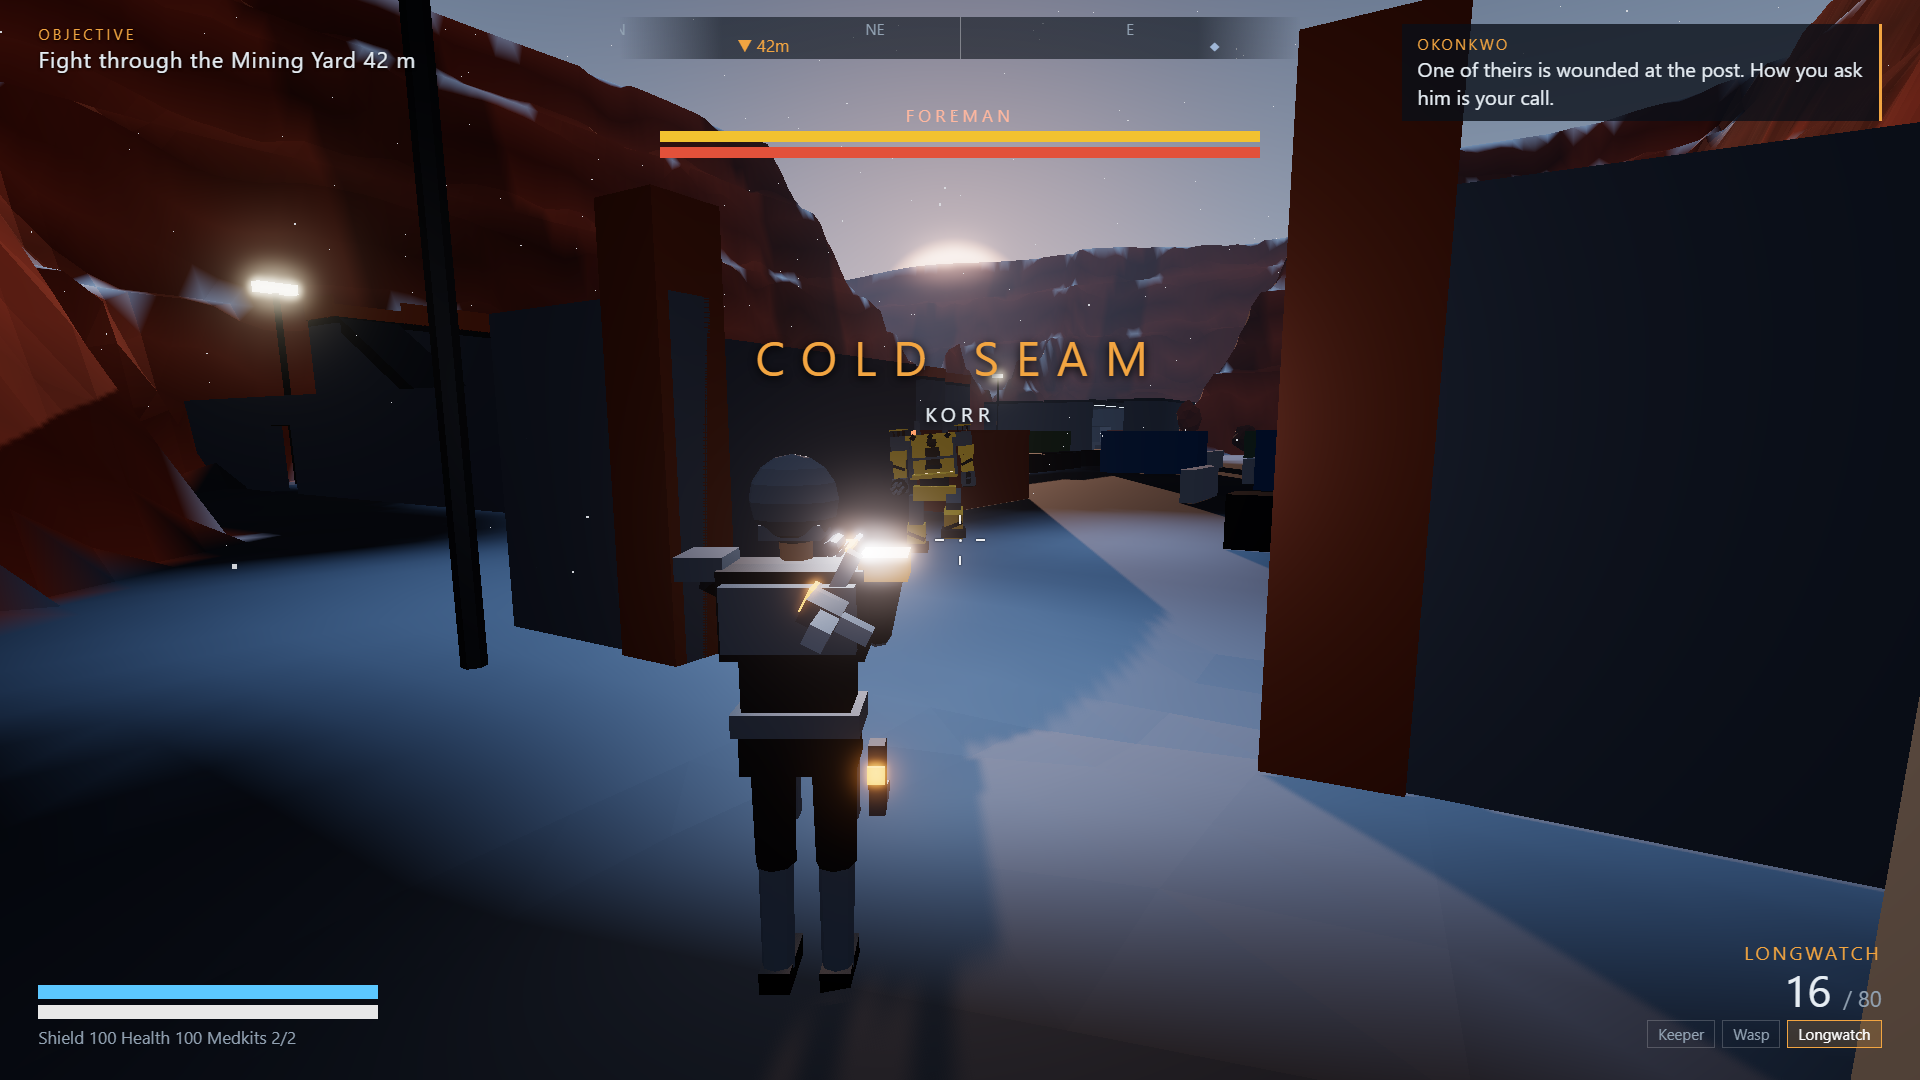 OBJECTIVE
Fight through the Mining Yard 42 m
N
NE
E
42m
OKONKWO
One of theirs is wounded at the post. How you ask
him is your call.
FOREMAN
COLD SEAM
KORR
Shield 100 Health 100 Medkits 2/2
LONGWATCH
16 / 80
Keeper
Wasp
Longwatch